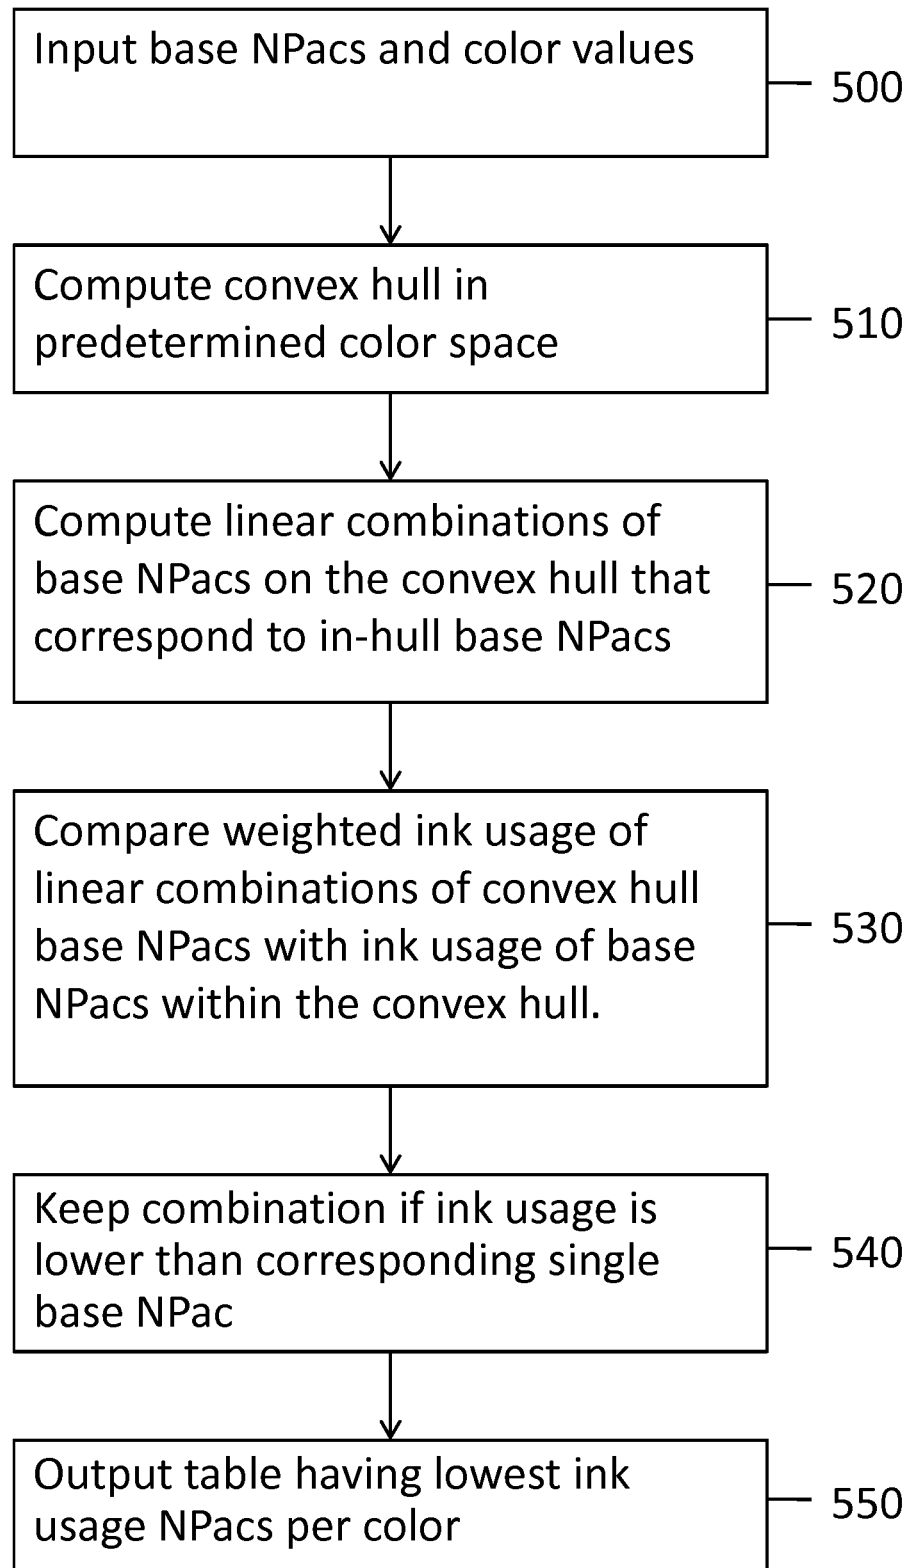 Input base NPacs and color values
500
Compute convex hull in
predetermined color space
510
Compute linear combinations of
base NPacs on the convex hull that
correspond to in-hull base NPacs
520
Compare weighted ink usage of
linear combinations of convex hull
base NPacs with ink usage of base
NPacs within the convex hull.
530
Keep combination if ink usage is
lower than corresponding single
base NPac
540
Output table having lowest ink
usage NPacs per color
550